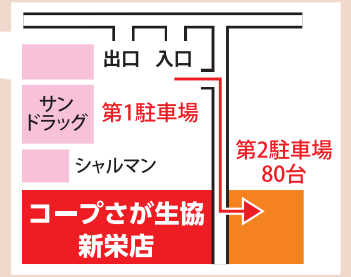 出口 入口
サン
ドラッグ
第1駐車場
シャルマン
第2駐車場
80台
コープさが生協
新栄店